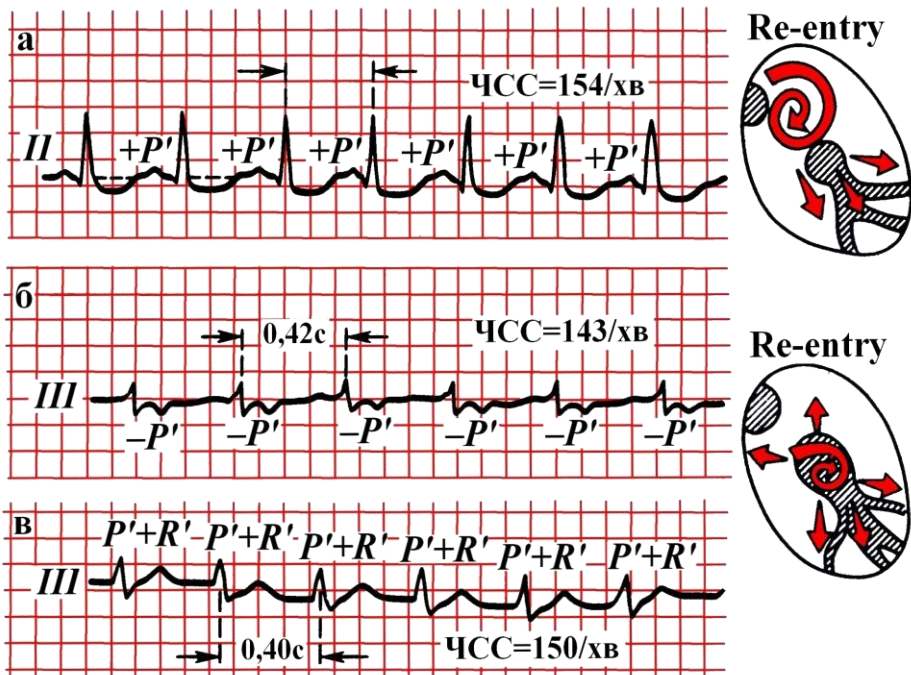 а
Re-entry
ЧСС=154/хв
II
+P' +P' +P' +P' +P' +P'
б
0,42с
ЧСС=143/хв
Re-entry
III
–P' –P' –P' –P' –P' –P'
в
P'+R' P'+R' P'+R' P'+R' P'+R' P'+R'
III
0,40с
ЧСС=150/хв